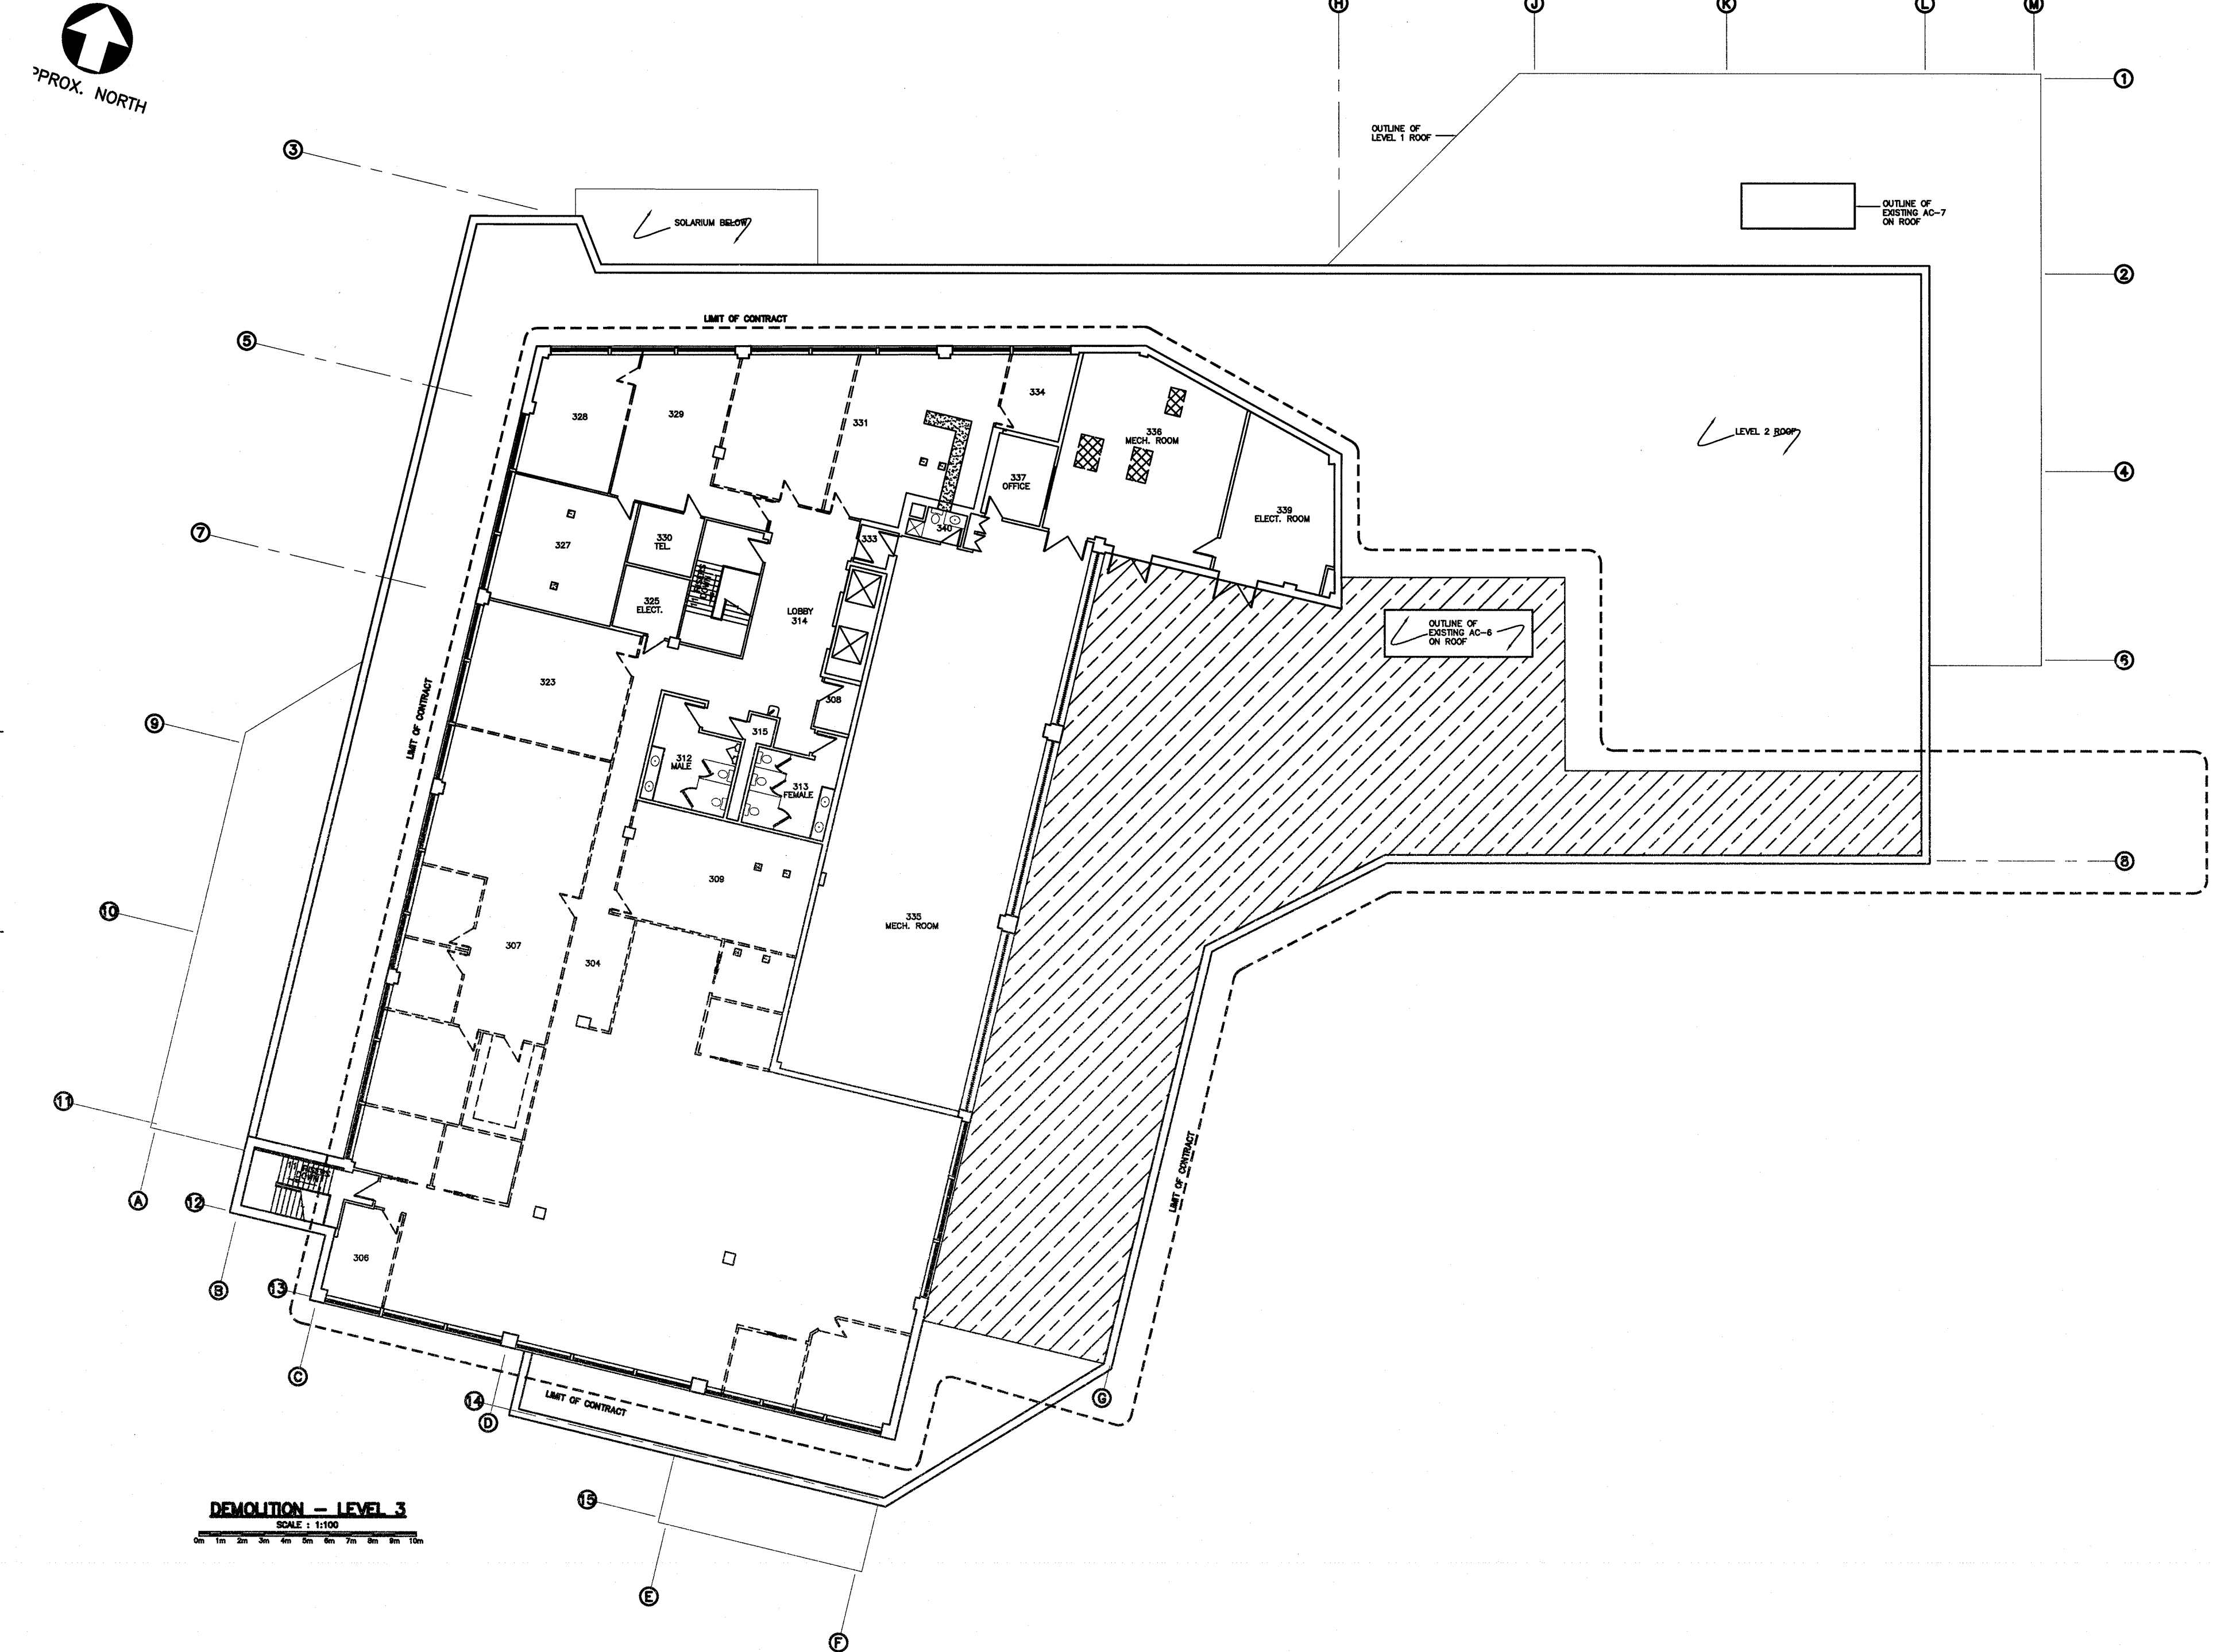 H
J
K
L
M
PPROX. NORTH
1
OUTLINE OF
LEVEL 1 ROOF
3
OUTLINE OF
EXISTING AC-7
ON ROOF
SOLARIUM BELOW
2
LIMIT OF CONTRACT
5
334
328
329
331
336
MECH. ROOM
LEVEL 2 ROOF
4
337
OFFICE
339
ELECT. ROOM
7
340
333
327
330
TEL.
325
ELECT.
DOWN
LOBBY
314
OUTLINE OF
EXISTING AC-6
ON ROOF
6
323
308
LIMIT OF CONTRACT
9
315
312
MALE
313
FEMALE
8
309
10
335
MECH. ROOM
307
304
11
LIMIT OF CONTRACT
DOWN
A
12
306
B
13
C
G
14
D
LIMIT OF CONTRACT
15
DEMOLITION - LEVEL 3
SCALE : 1:100
0m 1m 2m 3m 4m 5m 6m 7m 8m 9m 10m
E
F